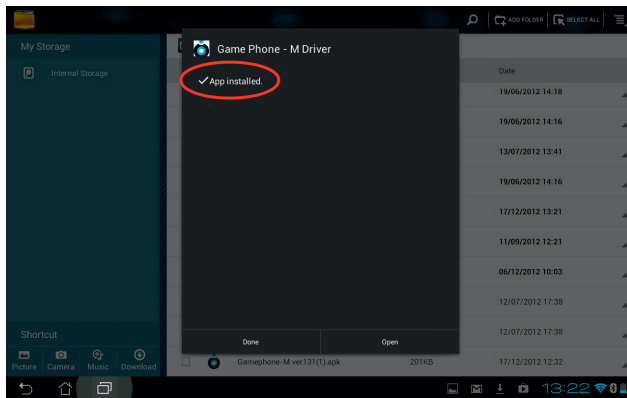 ADD FOLDER
SELECT ALL
My Storage
Internal Storage
Game Phone - M Driver
App installed.
Date
19/06/2012 14:18
19/06/2012 14:16
13/07/2012 13:41
19/06/2012 14:16
17/12/2012 13:21
11/09/2012 12:21
06/12/2012 10:03
12/07/2012 17:38
Shortcut
Done
Open
12/07/2012 17:38
Picture
Camera
Music
Download
Gamephone-M ver131(1).apk
201KB
17/12/2012 12:32
13:22